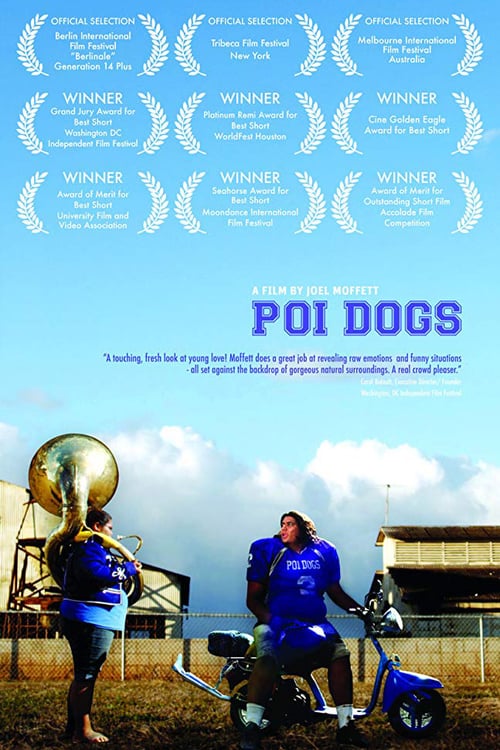 OFFICIAL SELECTION
Berlin International
Film Festival
"Berlinale"
Generation 14 Plus
OFFICIAL SELECTION
Tribeca Film Festival
New York
OFFICIAL SELECTION
Melbourne International
Film Festival
Australia
WINNER
Grand Jury Award for
Best Short
Washington DC
Independent Film Festival
WINNER
Platinum Remi Award for
Best Short
WorldFest Houston
WINNER
Cine Golden Eagle
Award for Best Short
WINNER
Award of Merit for
Best Short
University Film and
Video Association
WINNER
Seahorse Award for
Best Short
Moondance International
Film Festival
WINNER
Award of Merit for
Outstanding Short Film
Accolade Film
Competition
A FILM BY JOEL MOFFETT
POI DOGS
"A touching, fresh look at young love! Moffett does a great job at revealing raw emotions and funny situations
- all set against the backdrop of gorgeous natural surroundings. A real crowd pleaser."
Carol Bidault, Executive Director/ Founder
Washington, DC Independent Film Festival
POI DOGS